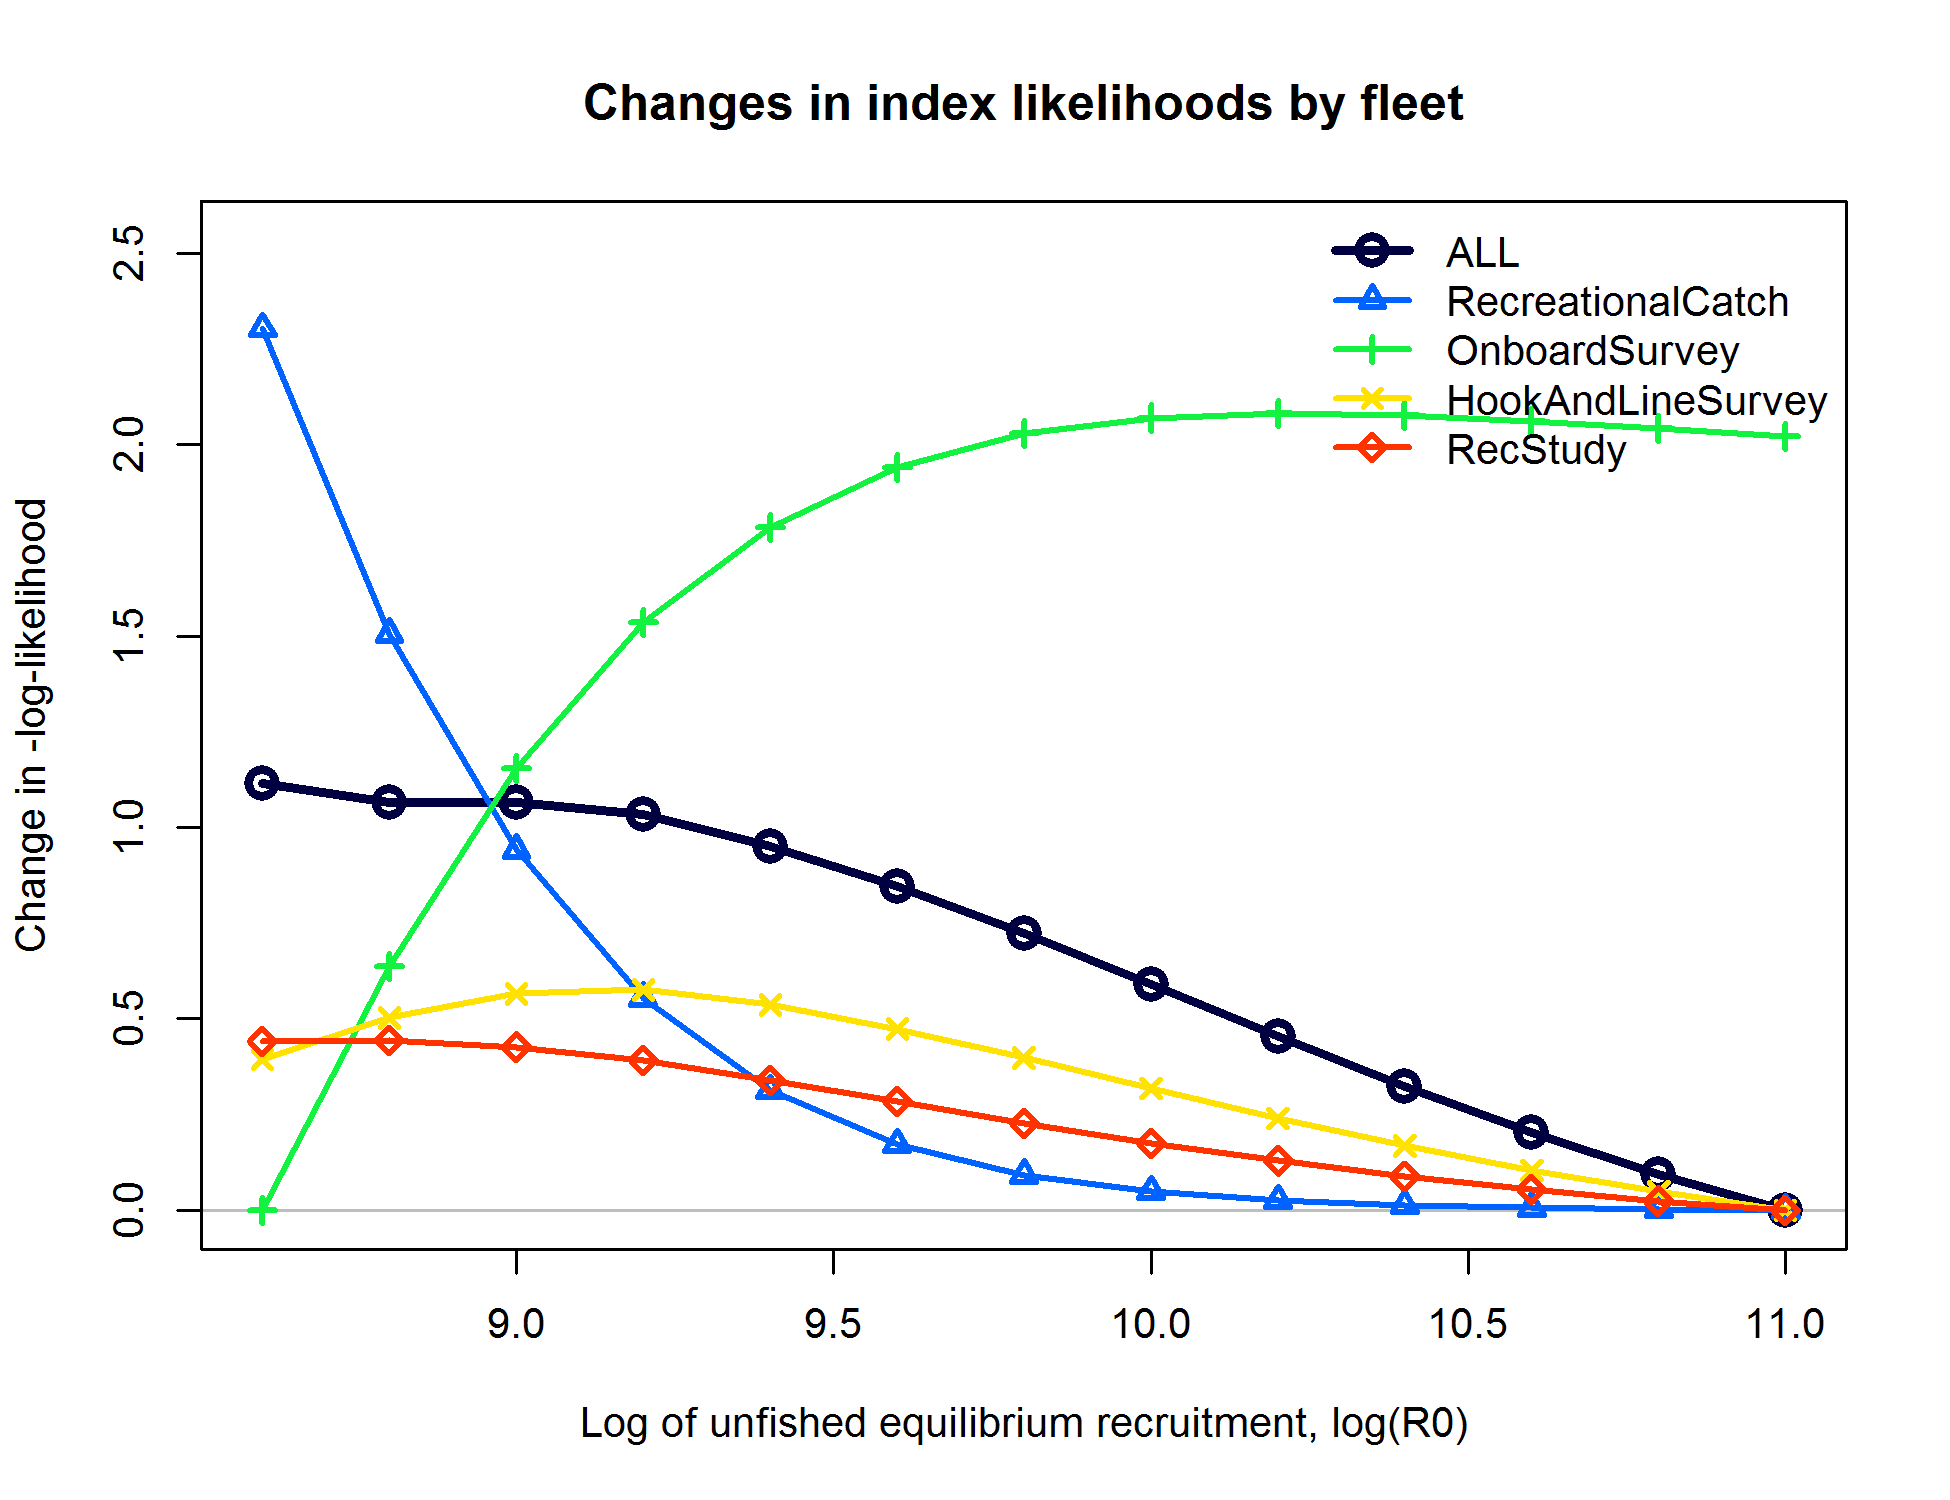 Changes in index likelihoods by fleet
ALL
RecreationalCatch
OnboardSurvey
HookAndLineSurvey
RecStudy
Change in -log-likelihood
2.5
2.0
1.5
1.0
0.5
0.0
9.0 9.5 10.0 10.5 11.0
Log of unfished equilibrium recruitment, log(R0)